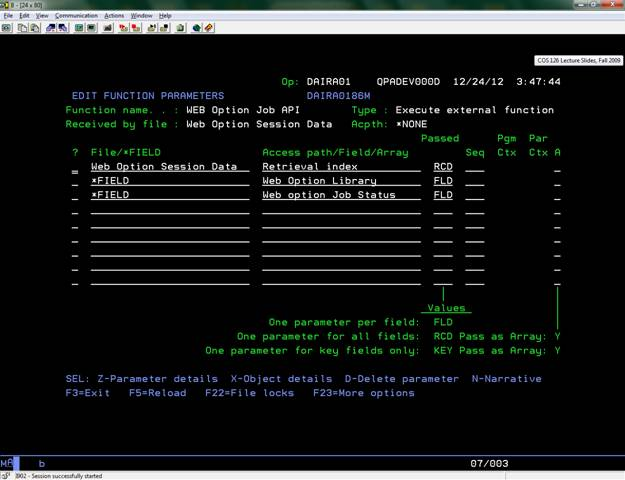 B - [24 x 80]
File Edit View Communication Actions Window Help
COS 126 Lecture Slides, Fall 2009
Op: DAIRA01 QPADEV000D 12/24/12 3:47:44
EDIT FUNCTION PARAMETERS DAIRA0186M
Function name. . : WEB Option Job API Type : Execute external function
Received by file : Web Option Session Data Acpth: *NONE
Passed Pgm Par
? File/*FIELD Access path/Field/Array Seq Ctx Ctx A
Web Option Session Data Retrieval index RCD
*FIELD Web Option Library FLD
*FIELD Web option Job Status FLD
Values
One parameter per field: FLD
One parameter for all fields: RCD Pass as Array: Y
One parameter for key fields only: KEY Pass as Array: Y
SEL: Z-Parameter details X-Object details D-Delete parameter N-Narrative
F3=Exit F5=Reload F22=File locks F23=More options
MA b 07/003
I902 - Session successfully started